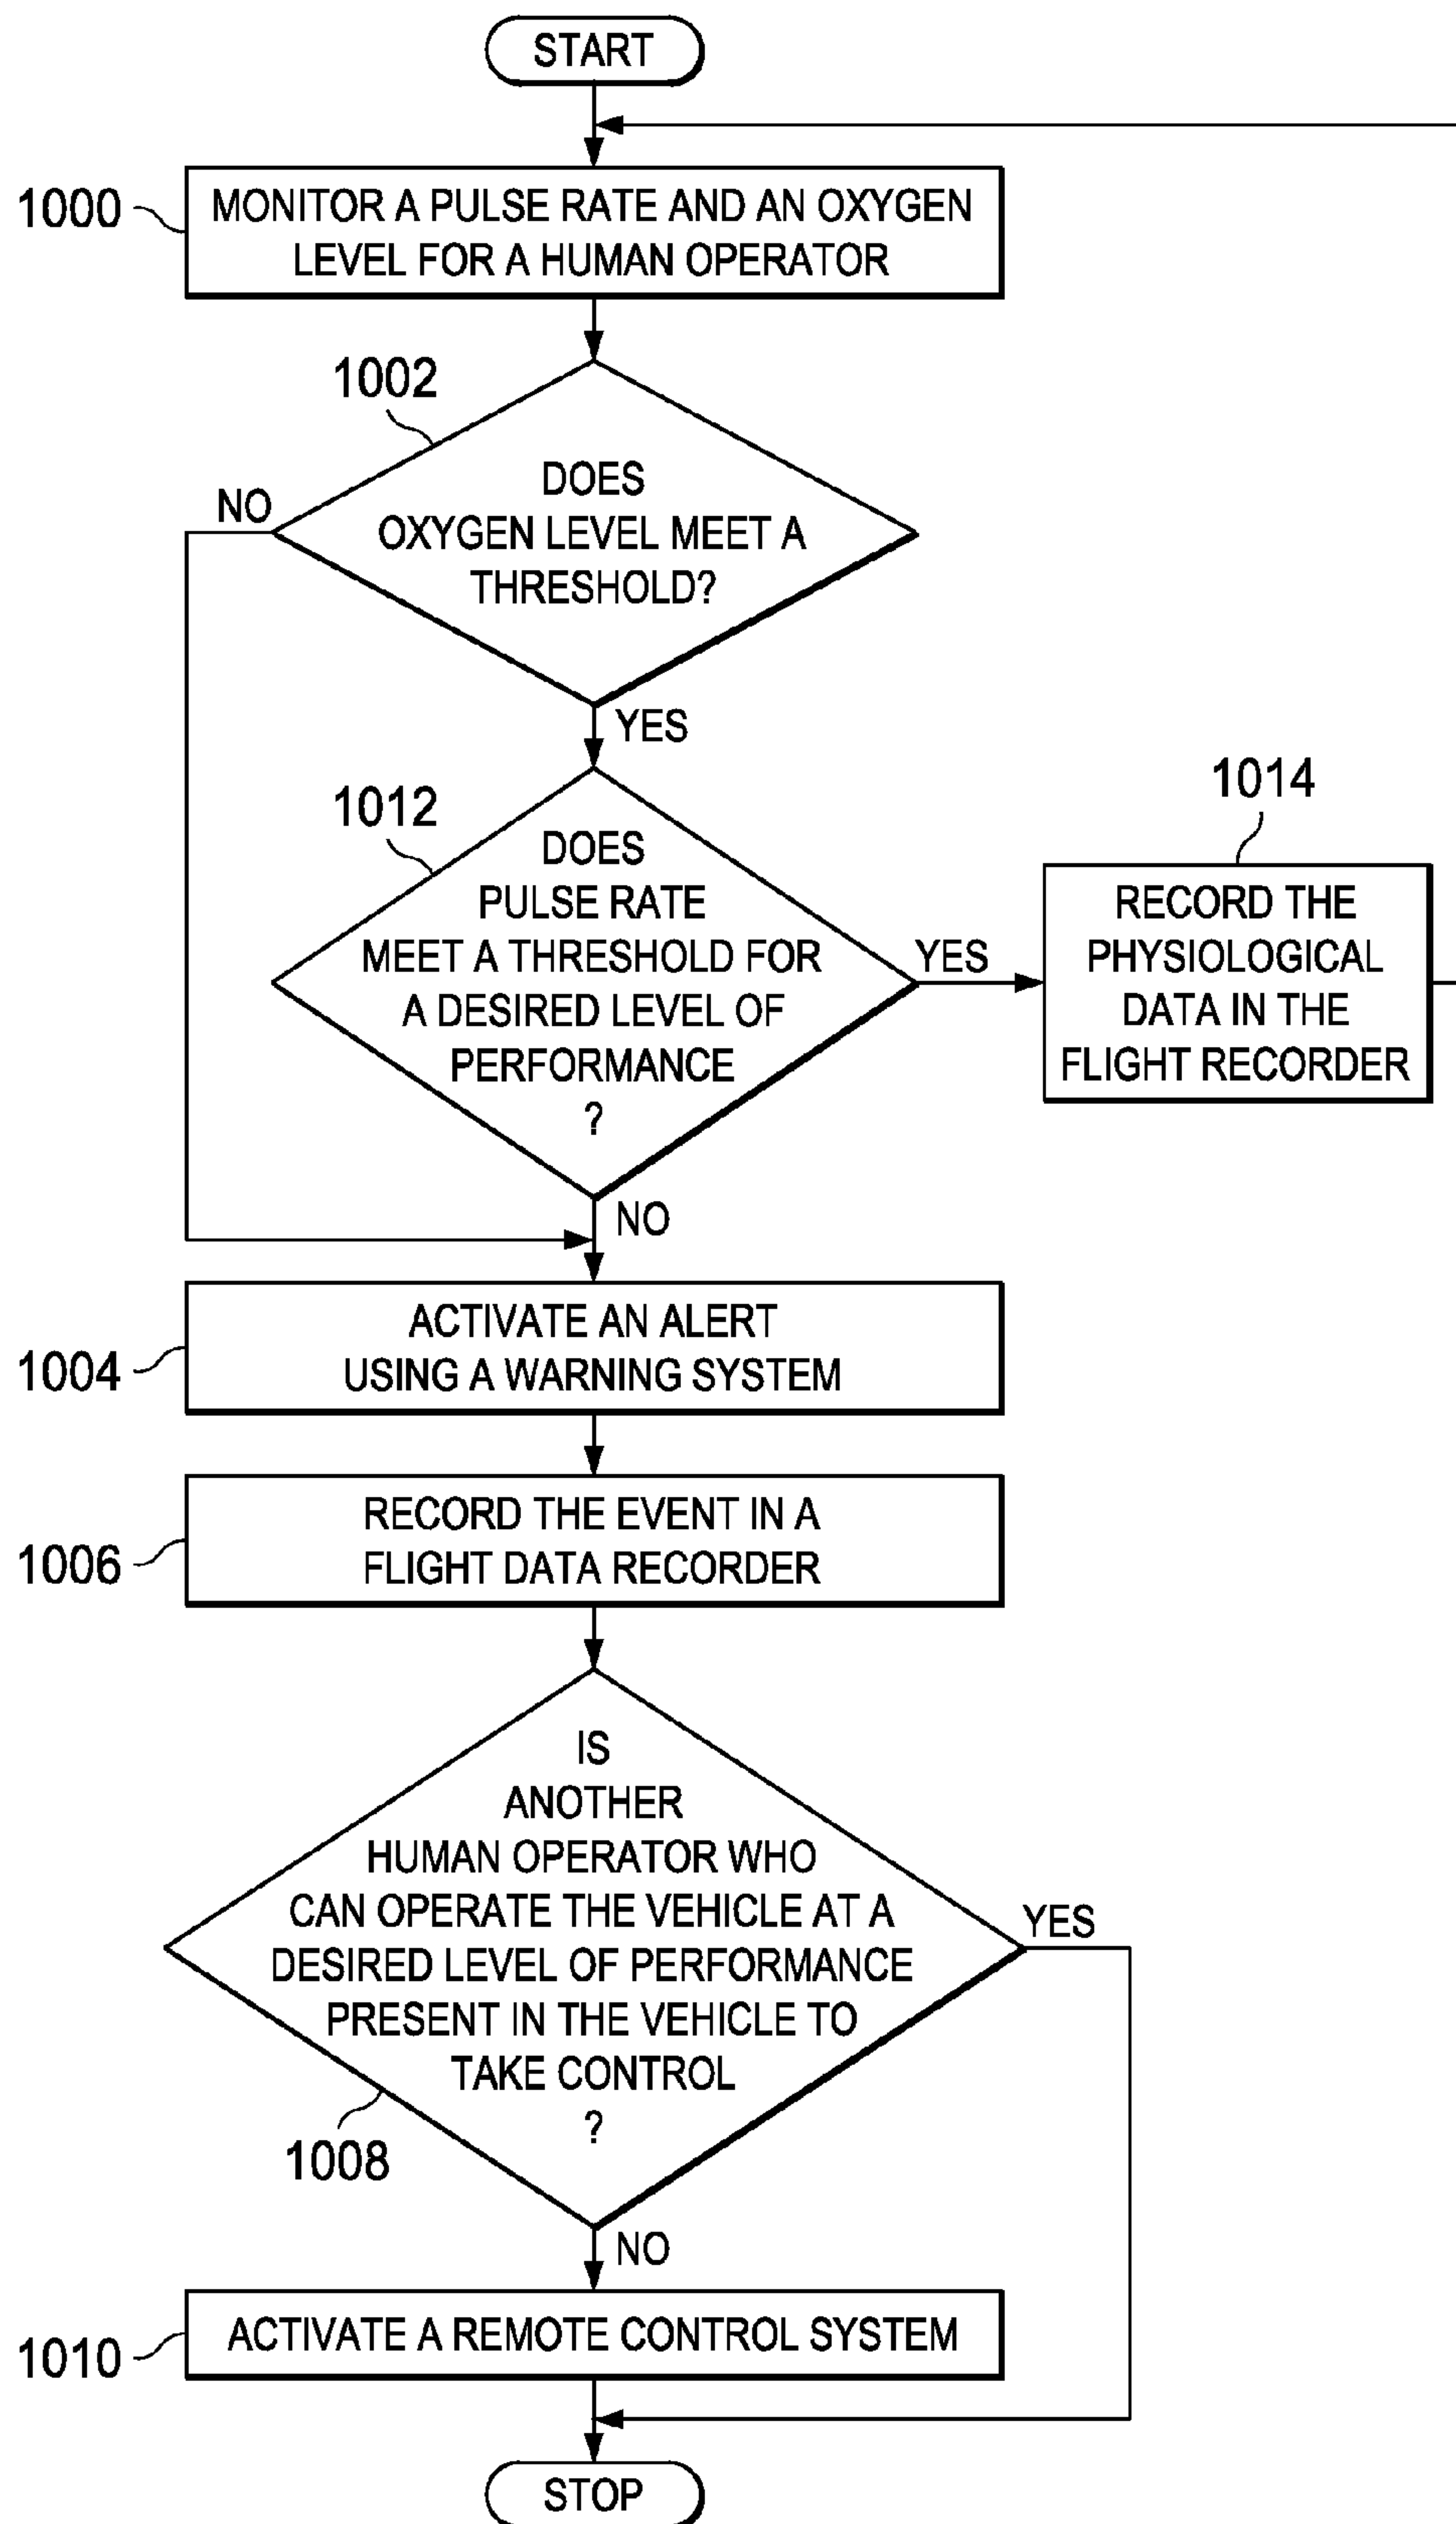 START
1000
MONITOR A PULSE RATE AND AN OXYGEN
LEVEL FOR A HUMAN OPERATOR
1002
NO
DOES
OXYGEN LEVEL MEET A
THRESHOLD?
YES
1012
DOES
PULSE RATE
MEET A THRESHOLD FOR
A DESIRED LEVEL OF
PERFORMANCE
?
YES
1014
RECORD THE
PHYSIOLOGICAL
DATA IN THE
FLIGHT RECORDER
NO
1004
ACTIVATE AN ALERT
USING A WARNING SYSTEM
1006
RECORD THE EVENT IN A
FLIGHT DATA RECORDER
IS
ANOTHER
HUMAN OPERATOR WHO
CAN OPERATE THE VEHICLE AT A
DESIRED LEVEL OF PERFORMANCE
PRESENT IN THE VEHICLE TO
TAKE CONTROL
?
YES
1008
NO
1010
ACTIVATE A REMOTE CONTROL SYSTEM
STOP